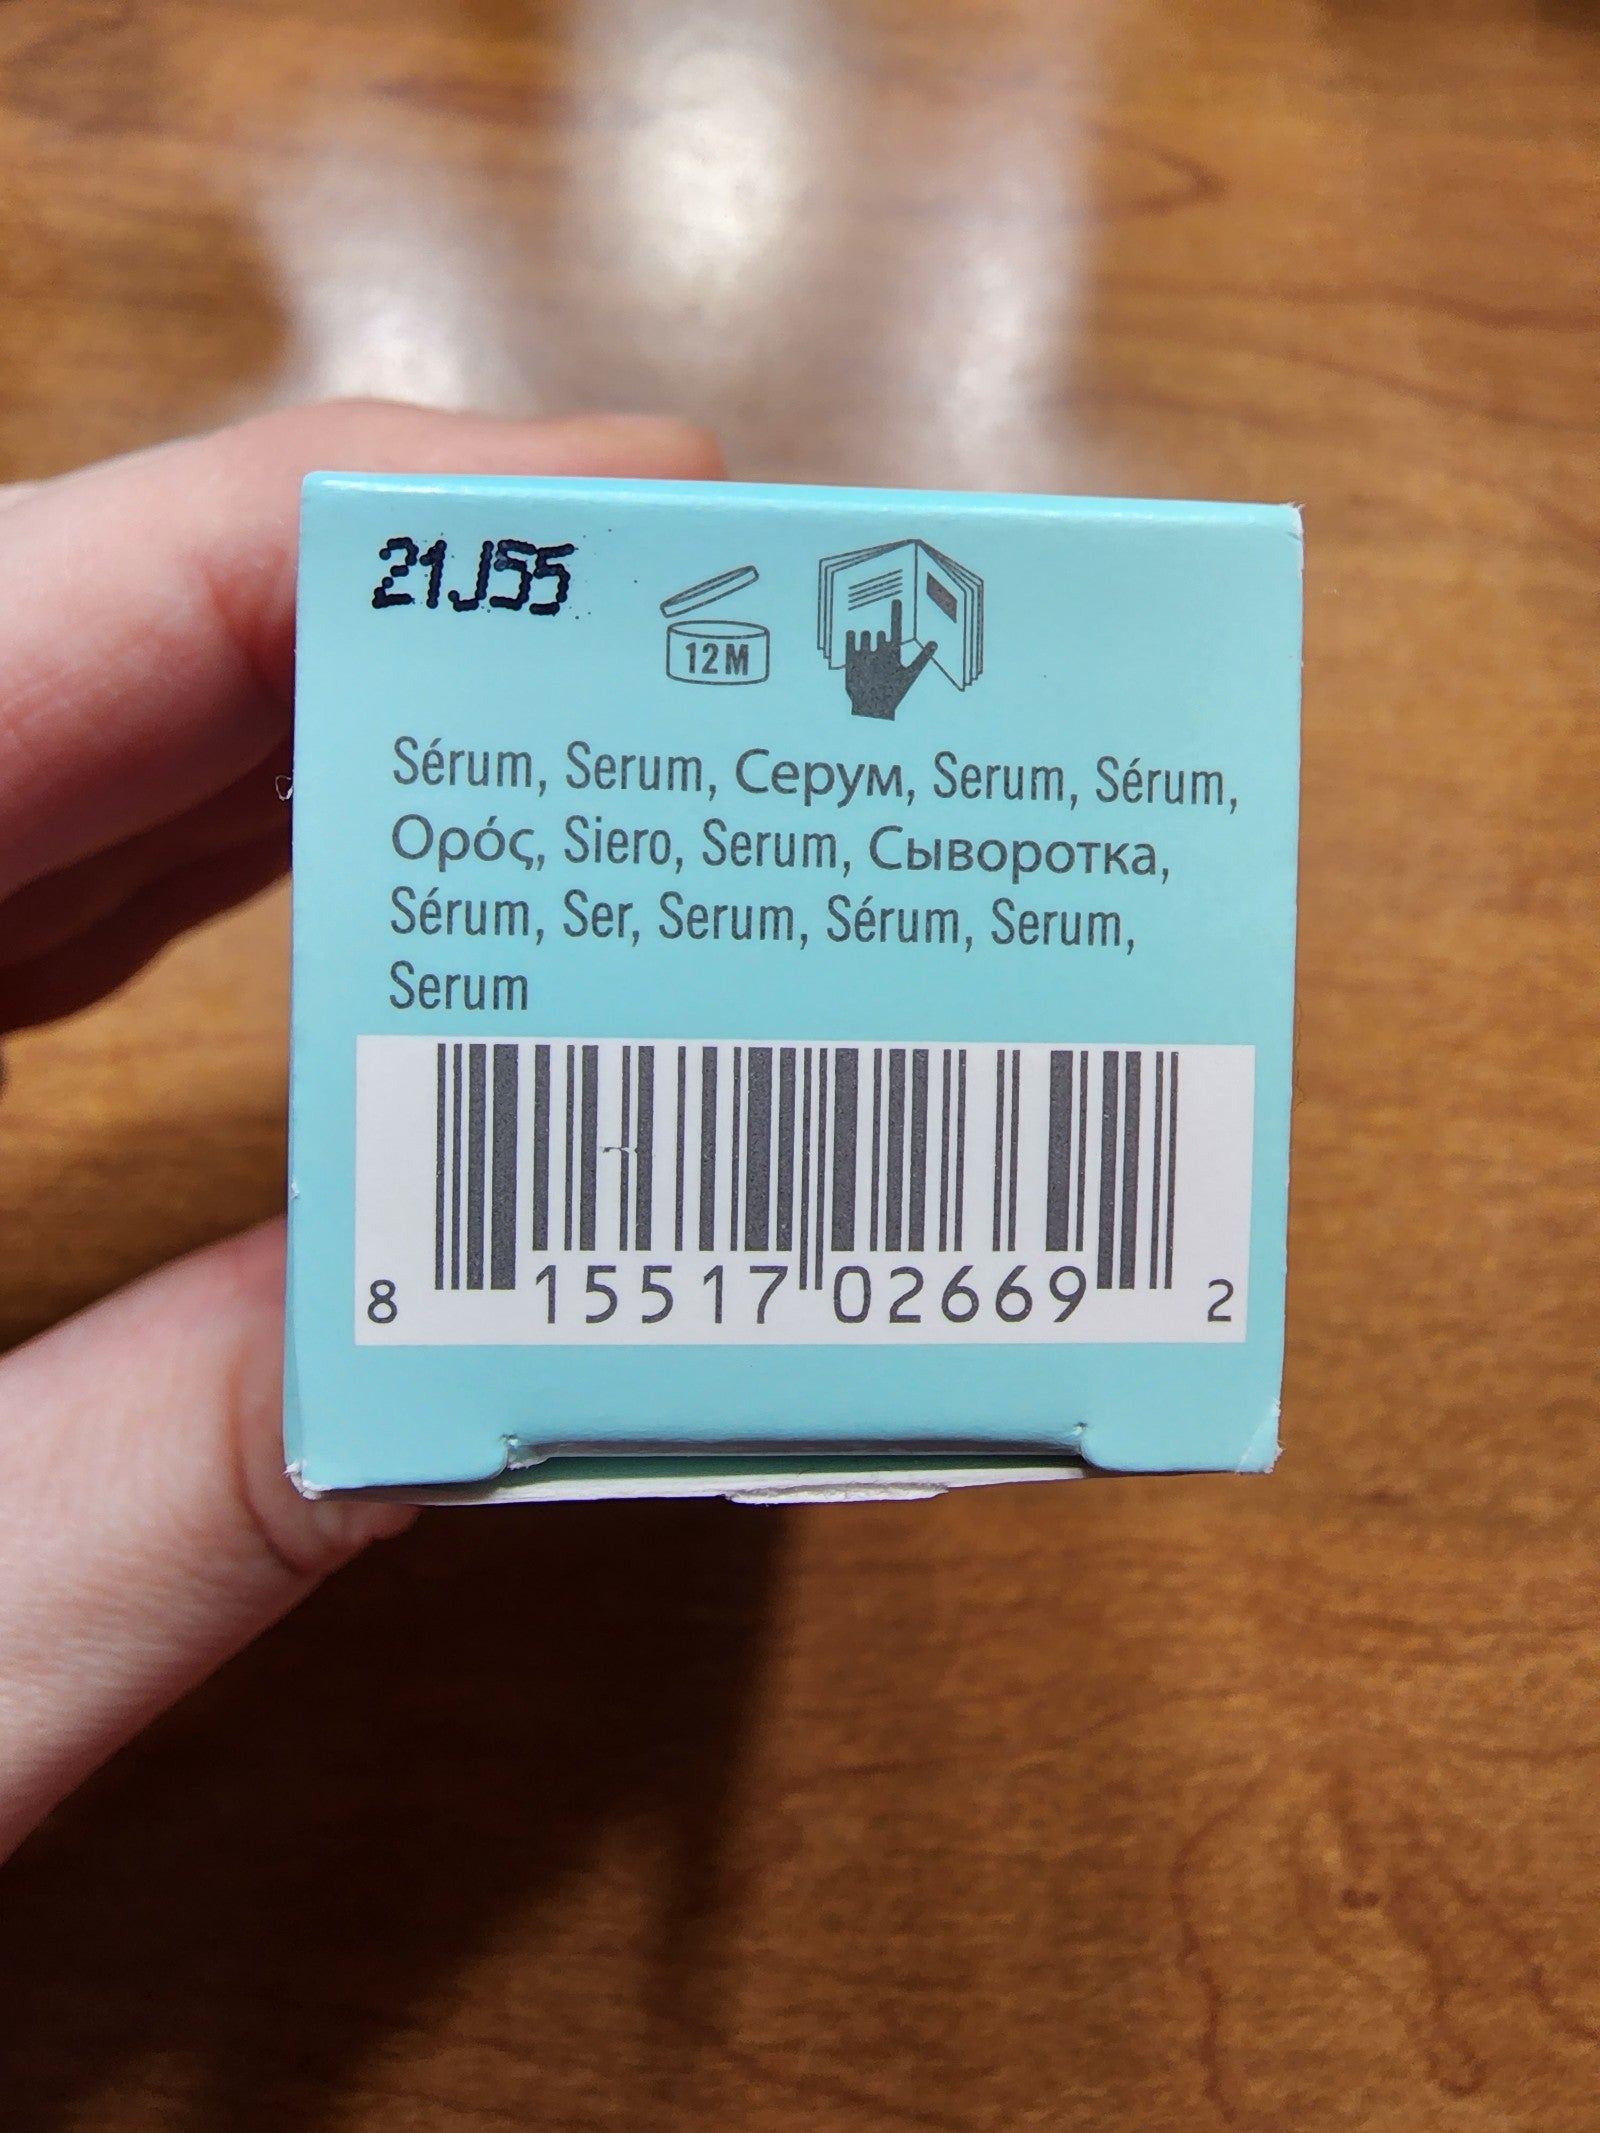 21J55
12M
Sérum, Serum, Серум, Serum, Sérum,
Ορός, Siero, Serum, Сыворотка,
Sérum, Ser, Serum, Sérum, Serum,
Serum
8 15517 02669 2